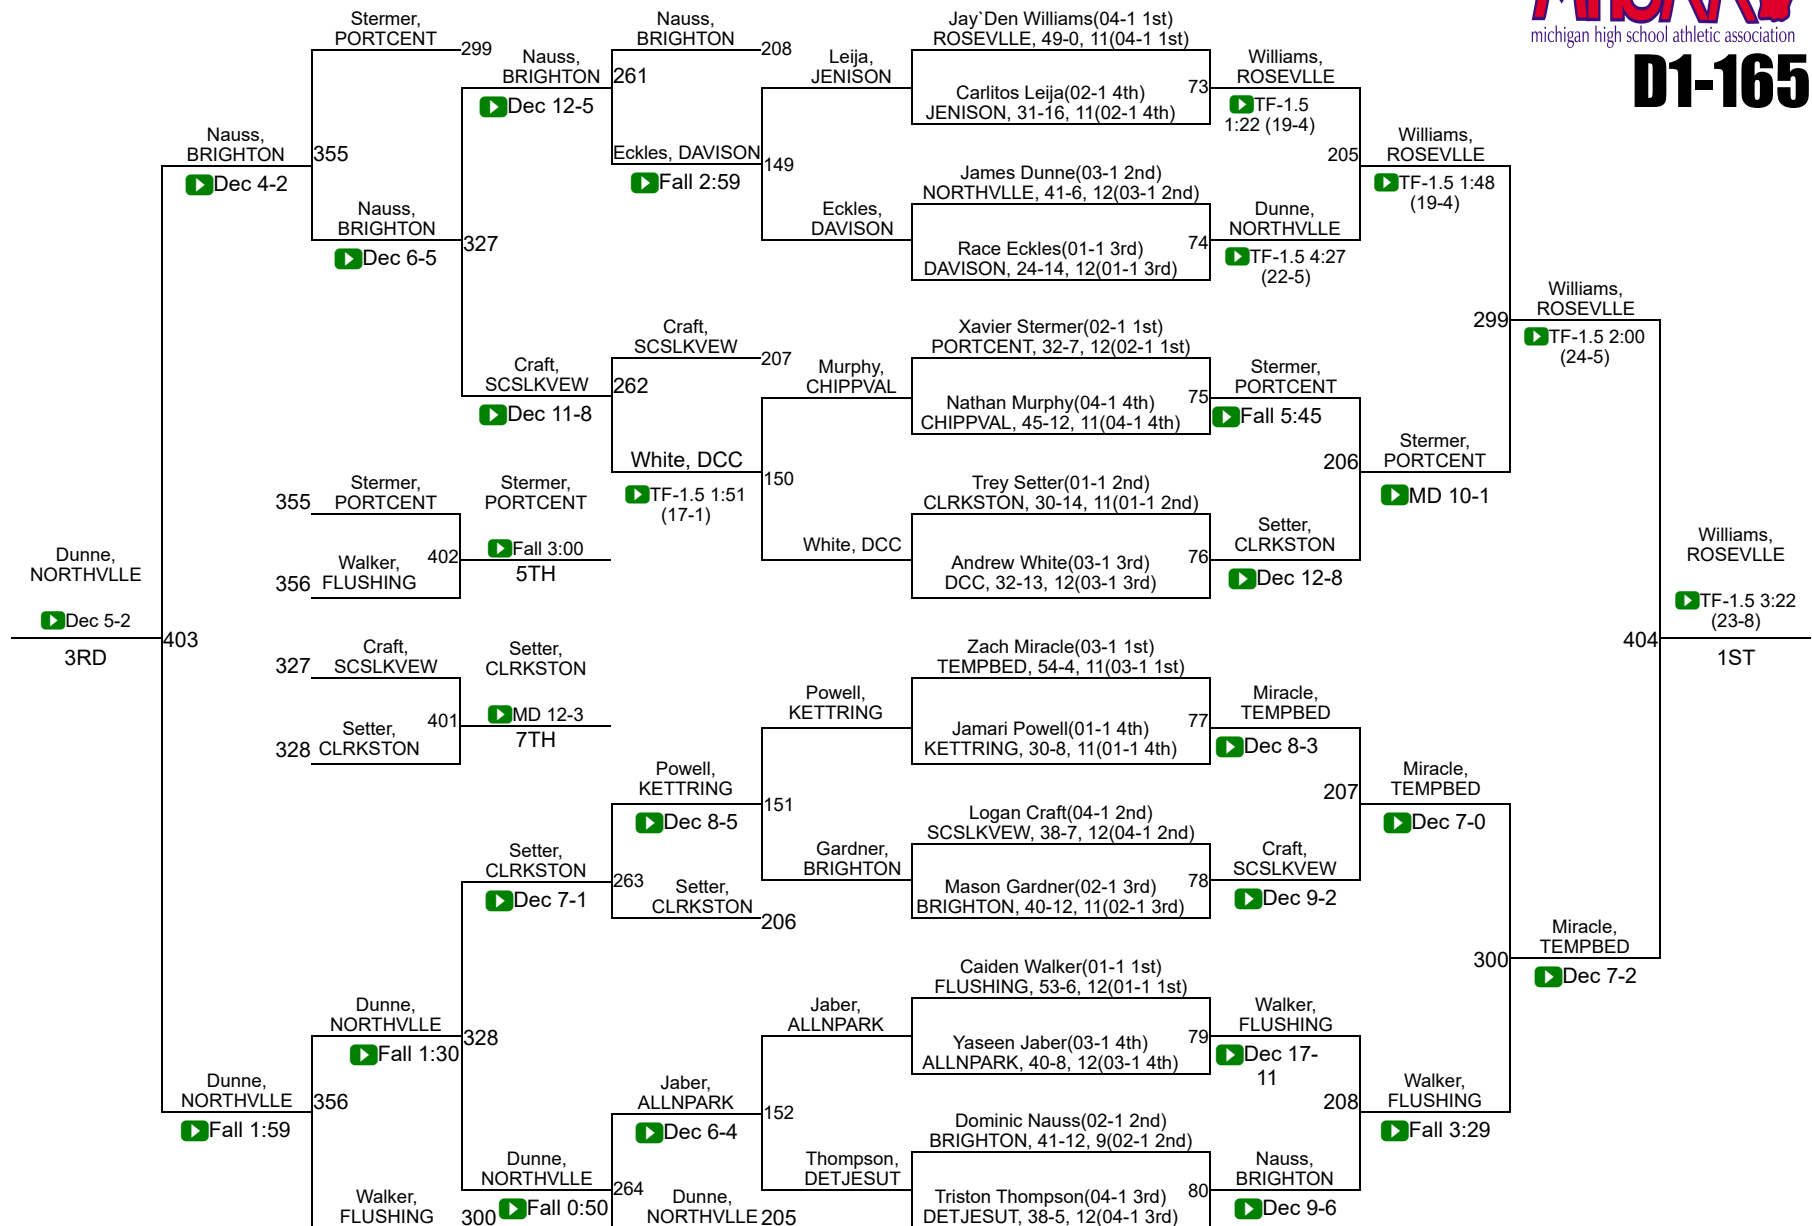 michigan high school athletic association
D1-165
Stermer,
PORTCENT
299
Nauss,
BRIGHTON
Dec 4-2
355
Nauss,
BRIGHTON
Dec 6-5
Nauss,
BRIGHTON
Dec 12-5
327
Craft,
SCSLKVEW
Dec 11-8
Nauss,
BRIGHTON
208
261
Eckles, DAVISON
Fall 2:59
Craft,
SCSLKVEW
207
262
White, DCC
TF-1.5 1:51
(17-1)
Leija,
JENISON
149
Eckles,
DAVISON
Murphy,
CHIPPVAL
150
White, DCC
Jay`Den Williams(04-1 1st)
ROSEVLLE, 49-0, 11(04-1 1st)
Carlitos Leija(02-1 4th)
JENISON, 31-16, 11(02-1 4th)
73
James Dunne(03-1 2nd)
NORTHVLLE, 41-6, 12(03-1 2nd)
Race Eckles(01-1 3rd)
DAVISON, 24-14, 12(01-1 3rd)
74
Xavier Stermer(02-1 1st)
PORTCENT, 32-7, 12(02-1 1st)
Nathan Murphy(04-1 4th)
CHIPPVAL, 45-12, 11(04-1 4th)
75
Trey Setter(01-1 2nd)
CLRKSTON, 30-14, 11(01-1 2nd)
Andrew White(03-1 3rd)
DCC, 32-13, 12(03-1 3rd)
76
Williams,
ROSEVLLE
TF-1.5
1:22 (19-4)
205
Dunne,
NORTHVLLE
TF-1.5 4:27
(22-5)
Stermer,
PORTCENT
Fall 5:45
206
Setter,
CLRKSTON
Dec 12-8
Williams,
ROSEVLLE
TF-1.5 1:48
(19-4)
299
Stermer,
PORTCENT
MD 10-1
Williams,
ROSEVLLE
TF-1.5 2:00
(24-5)
Williams,
ROSEVLLE
TF-1.5 3:22
(23-8)
404
1ST
355
Stermer,
PORTCENT
Stermer,
PORTCENT
402
Fall 3:00
5TH
356
Walker,
FLUSHING
Dunne,
NORTHVLLE
Dec 5-2
403
3RD
327
Craft,
SCSLKVEW
Setter,
CLRKSTON
401
MD 12-3
7TH
328
Setter,
CLRKSTON
Powell,
KETTRING
Dec 8-5
Setter,
CLRKSTON
Dec 7-1
263
Setter,
CLRKSTON
206
Dunne,
NORTHVLLE
Fall 1:30
328
Dunne,
NORTHVLLE
Fall 1:59
356
Walker,
FLUSHING
300
Dunne,
NORTHVLLE
Fall 0:50
264
Jaber,
ALLNPARK
Dec 6-4
Dunne,
NORTHVLLE
205
Powell,
KETTRING
151
Gardner,
BRIGHTON
Jaber,
ALLNPARK
152
Thompson,
DETJESUT
Zach Miracle(03-1 1st)
TEMPBED, 54-4, 11(03-1 1st)
Jamari Powell(01-1 4th)
KETTRING, 30-8, 11(01-1 4th)
77
Logan Craft(04-1 2nd)
SCSLKVEW, 38-7, 12(04-1 2nd)
Mason Gardner(02-1 3rd)
BRIGHTON, 40-12, 11(02-1 3rd)
78
Caiden Walker(01-1 1st)
FLUSHING, 53-6, 12(01-1 1st)
Yaseen Jaber(03-1 4th)
ALLNPARK, 40-8, 12(03-1 4th)
79
Dominic Nauss(02-1 2nd)
BRIGHTON, 41-12, 9(02-1 2nd)
Triston Thompson(04-1 3rd)
DETJESUT, 38-5, 12(04-1 3rd)
80
Miracle,
TEMPBED
Dec 8-3
207
Craft,
SCSLKVEW
Dec 9-2
Walker,
FLUSHING
Dec 17-
11
208
Nauss,
BRIGHTON
Dec 9-6
Miracle,
TEMPBED
Dec 7-0
300
Walker,
FLUSHING
Fall 3:29
Miracle,
TEMPBED
Dec 7-2